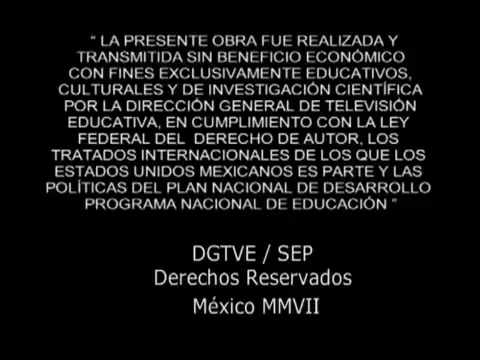 “ LA PRESENTE OBRA FUE REALIZADA Y
TRANSMITIDA SIN BENEFICIO ECONÓMICO
CON FINES EXCLUSIVAMENTE EDUCATIVOS,
CULTURALES Y DE INVESTIGACIÓN CIENTÍFICA
POR LA DIRECCIÓN GENERAL DE TELEVISIÓN
EDUCATIVA, EN CUMPLIMIENTO CON LA LEY
FEDERAL DEL DERECHO DE AUTOR, LOS
TRATADOS INTERNACIONALES DE LOS QUE LOS
ESTADOS UNIDOS MEXICANOS ES PARTE Y LAS
POLÍTICAS DEL PLAN NACIONAL DE DESARROLLO
PROGRAMA NACIONAL DE EDUCACIÓN ”
DGTVE / SEP
Derechos Reservados
México MMVII